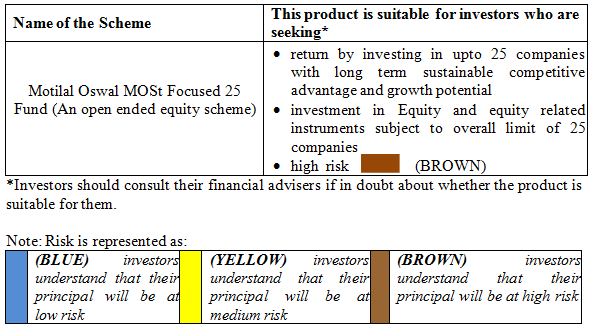 Name of the Scheme
This product is suitable for investors who are
seeking*
Motilal Oswal MOSt Focused 25
Fund (An open ended equity scheme)
• return by investing in upto 25 companies
with long term sustainable competitive
advantage and growth potential
• investment in Equity and equity related
instruments subject to overall limit of 25
companies
• high risk (BROWN)
*Investors should consult their financial advisers if in doubt about whether the product is
suitable for them.
Note: Risk is represented as:
(BLUE) investors
understand that their
principal will be at
low risk
(YELLOW) investors
understand that their
principal will be at
medium risk
(BROWN) investors
understand that their
principal will be at high risk